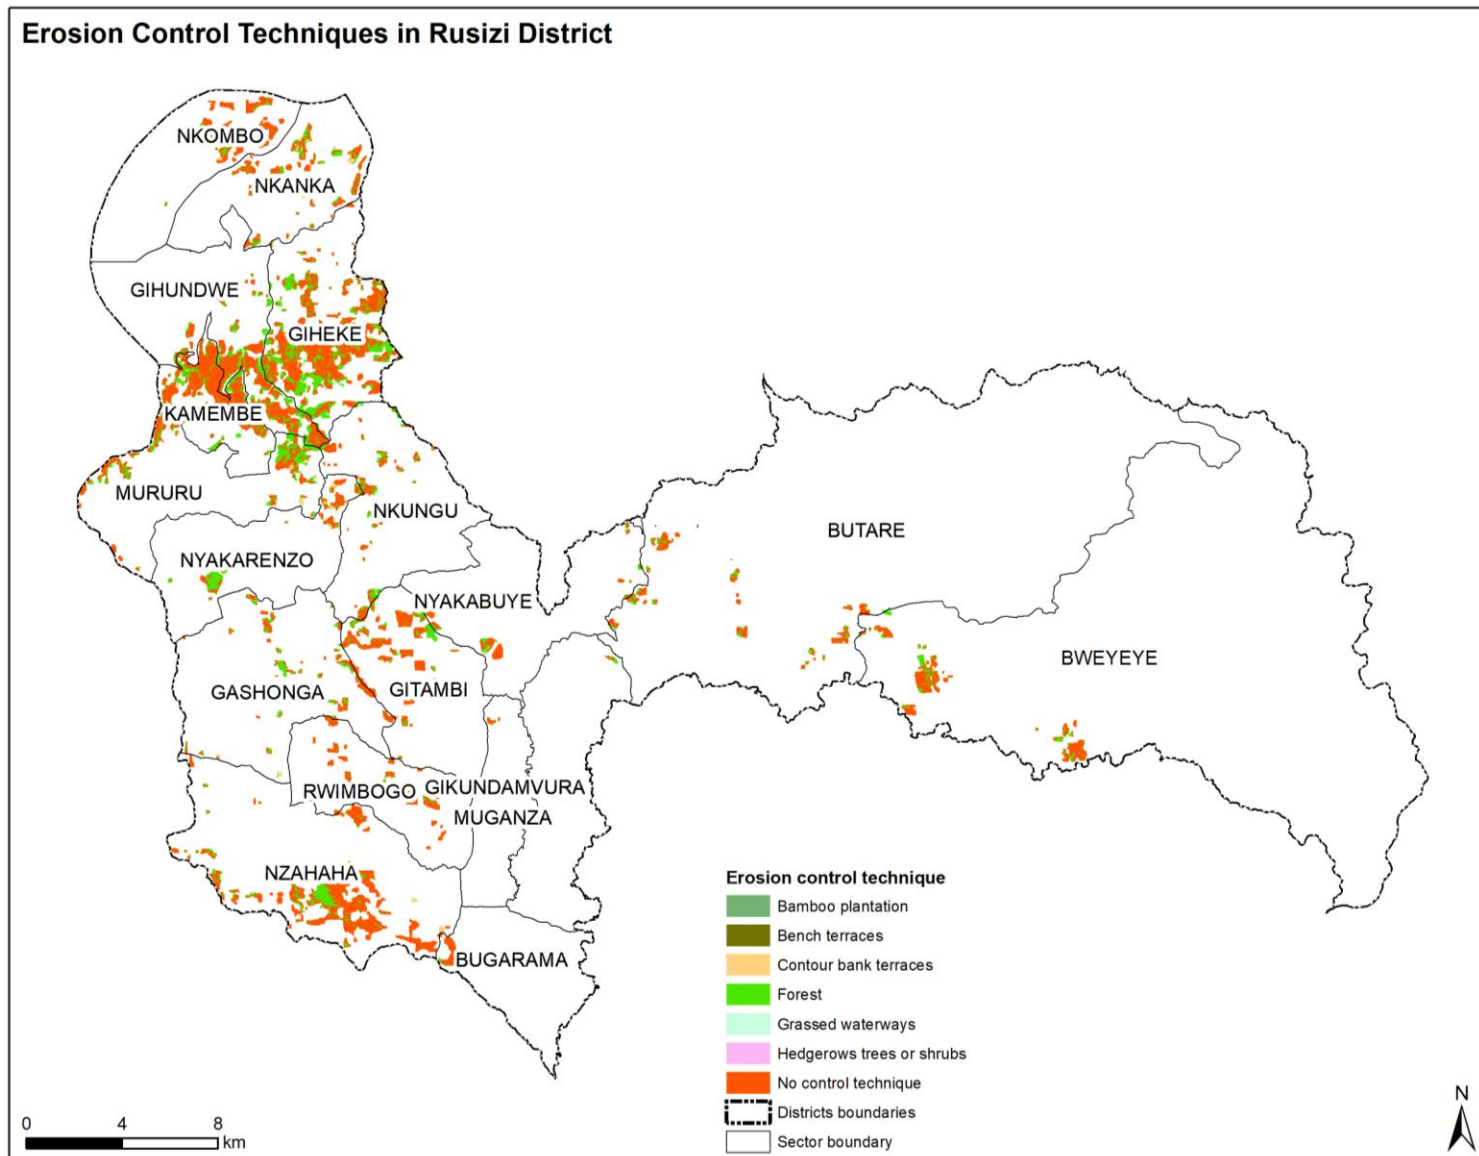 Erosion Control Techniques in Rusizi District
NKOMBO
NKANKA
GIHUNDWE
GIHEKE
KAMEMBE
MURURU
NKUNGU
BUTARE
NYAKARENZO
NYAKABUYE
BWEYEYE
GASHONGA
GITAMBI
RWIMBOGO
GIKUNDAMVURA
MUGANZA
NZAHAHA
BUGARAMA
Erosion control technique
Bamboo plantation
Bench terraces
Contour bank terraces
Forest
Grassed waterways
Hedgerows trees or shrubs
No control technique
Districts boundaries
Sector boundary
0 4 8
km
N